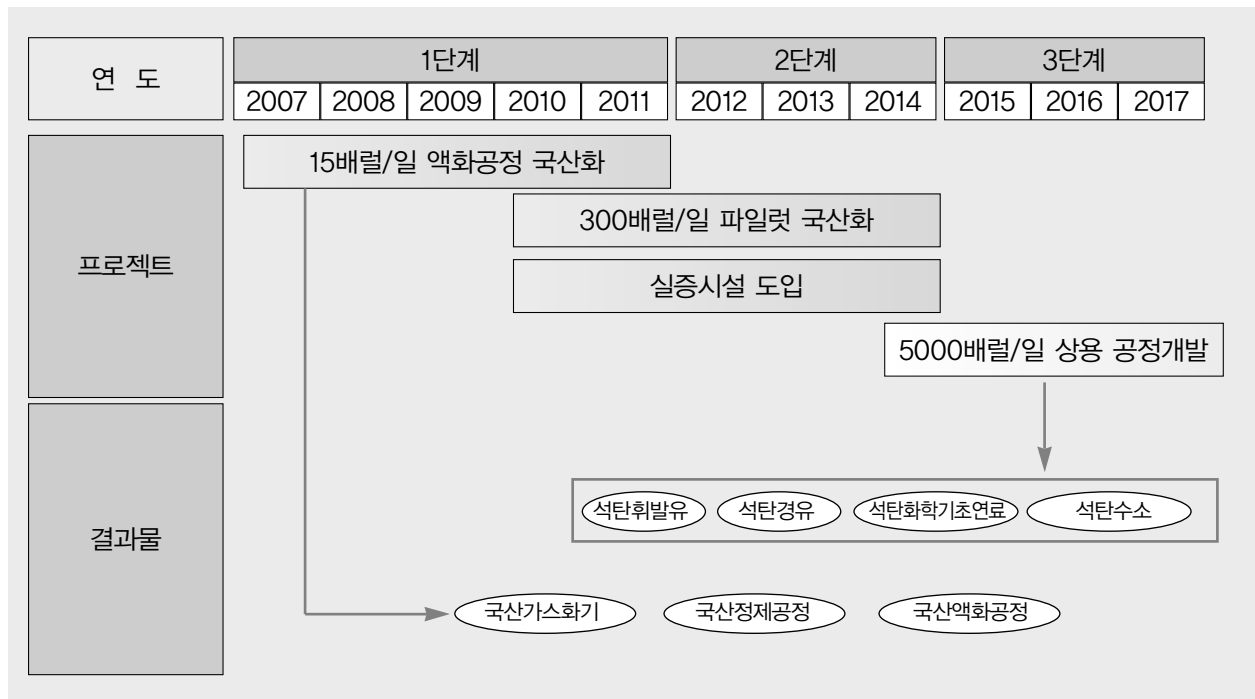 연 도
1단계
2단계
3단계
2007 2008 2009 2010 2011 2012 2013 2014 2015 2016 2017
프로젝트
15배럴/일 액화공정 국산화
300배럴/일 파일럿 국산화
실증시설 도입
5000배럴/일 상용 공정개발
결과물
석탄휘발유 석탄경유 석탄화학기초연료 석탄수소
국산가스화기 국산정제공정 국산액화공정